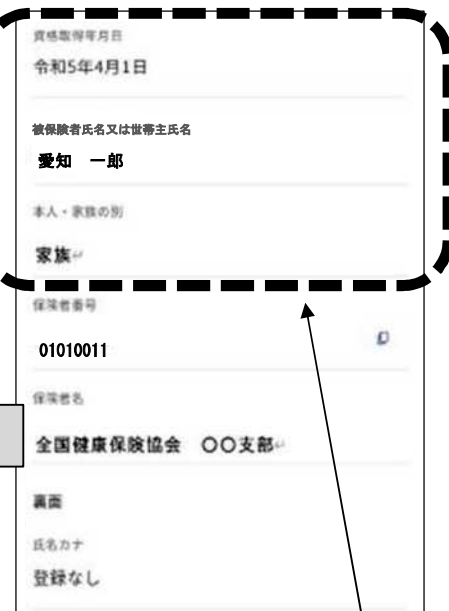 資格取得年月日
令和5年4月1日
被保険者氏名又は世帯主氏名
愛知　一郎
本人・家族の別
家族↵
保険者番号
01010011
保険者名
全国健康保険協会　〇〇支部↵
裏面
氏名カナ
登録なし